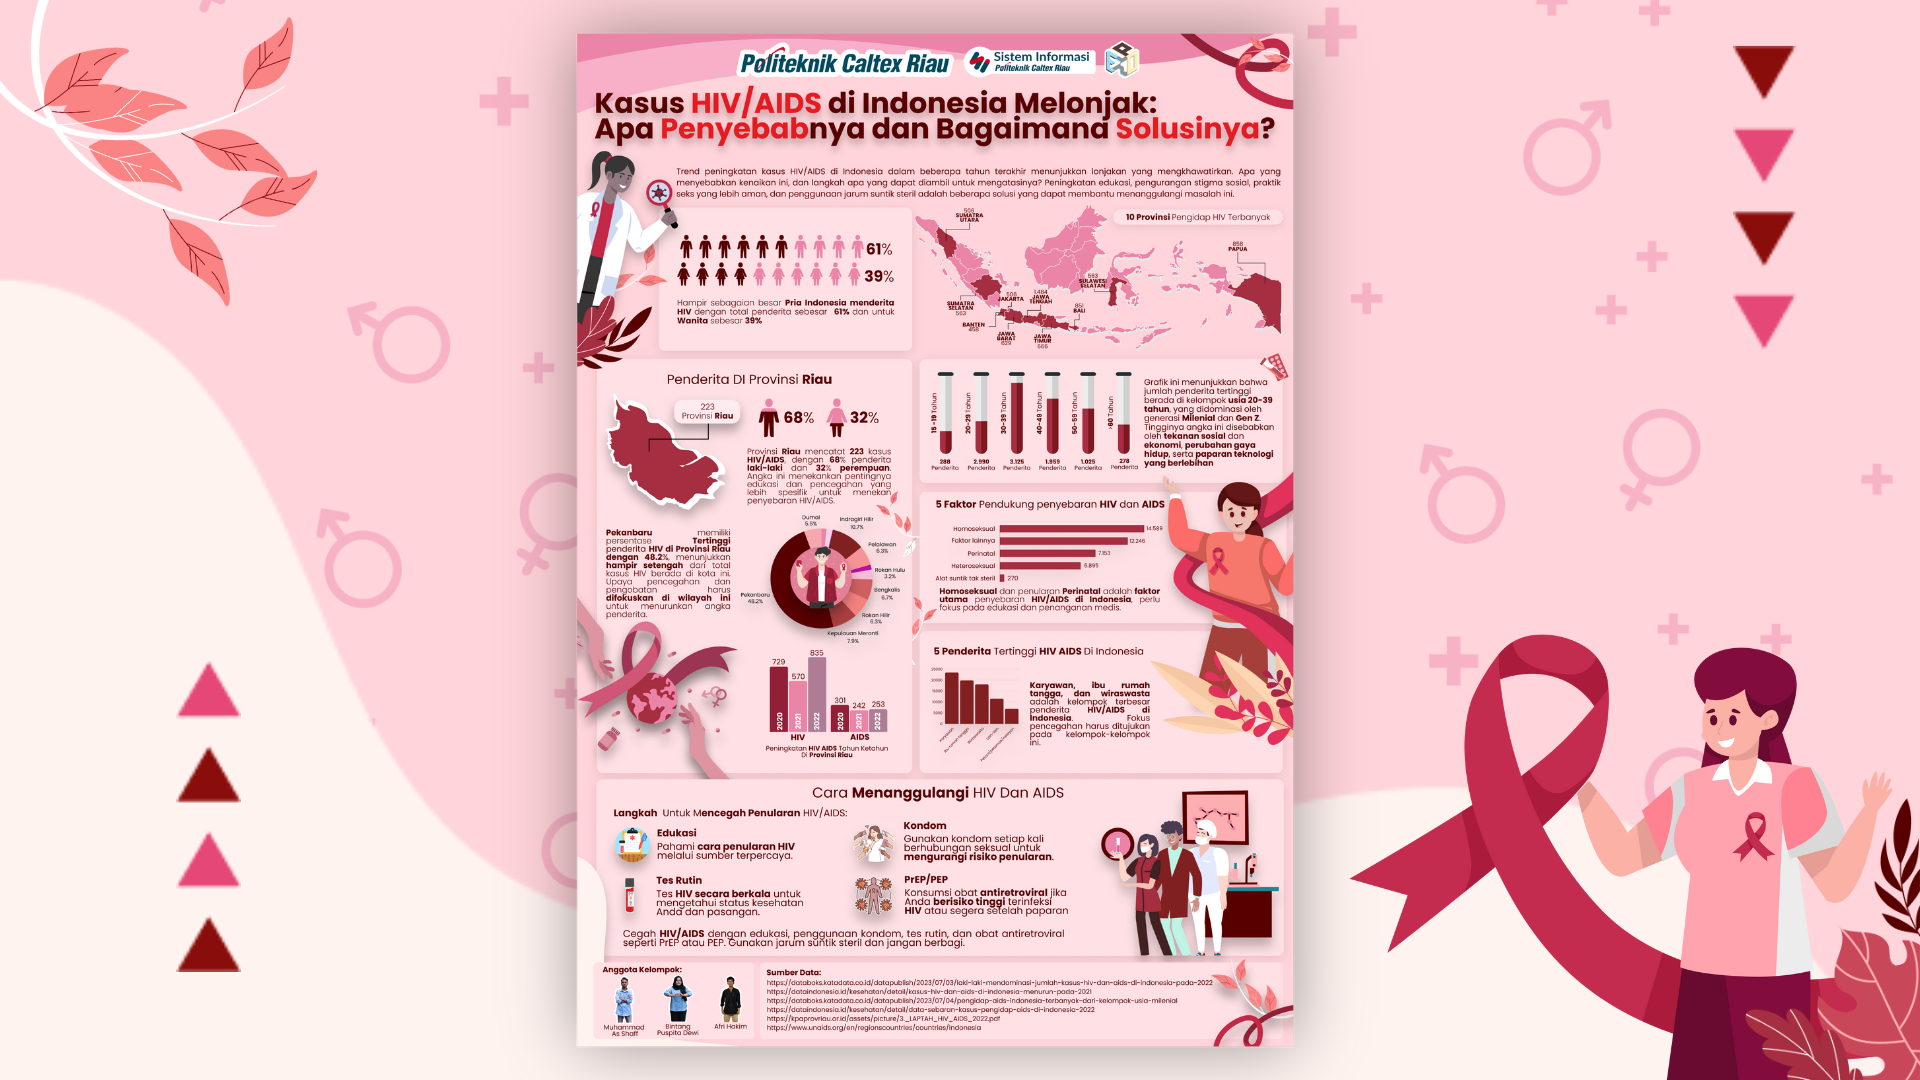 Politeknik Caltex Riau
Sistem Informasi
Politeknik Caltex Riau
Kasus HIV/AIDS di Indonesia Melonjak:
Apa Penyebabnya dan Bagaimana Solusinya?
Trend peningkatan kasus HIV/AIDS di Indonesia dalam beberapa tahun terakhir menunjukkan lonjakan yang mengkhawatirkan. Apa yang
menyebabkan kenaikan ini, dan langkah apa yang dapat diambil untuk mengatasinya? Peningkatan edukasi, pengurangan stigma sosial, praktik
seks yang lebih aman, dan penggunaan jarum suntik steril adalah beberapa solusi yang dapat membantu menanggulangi masalah ini.
61%
39%
Hampir sebagaian besar Pria Indonesia menderita
HIV dengan total penderita sebesar 61% dan untuk
Wanita sebesar 39%
10 Provinsi Pengidap HIV Terbanyak
SUMATRA
UTARA
858
PAPUA
SULAWESI
SELATAN
JAKARTA
1.464
JAWA
TENGAH
851
BALI
SUMATRA
SELATAN
563
BANTEN
458
JAWA
BARAT
629
JAWA
TIMUR
666
Penderita DI Provinsi Riau
223
Provinsi Riau
68%
32%
Provinsi Riau mencatat 223 kasus
HIV/AIDS, dengan 68% penderita
laki-laki dan 32% perempuan.
Angka ini menekankan pentingnya
edukasi dan pencegahan yang
lebih spesifik untuk menekan
penyebaran HIV/AIDS.
Pekanbaru memiliki
persentase Tertinggi
penderita HIV di Provinsi Riau
dengan 48.2%, menunjukkan
hampir setengah dari total
kasus HIV berada di kota ini.
Upaya pencegahan dan
pengobatan harus
difokuskan di wilayah ini
untuk menurunkan angka
penderita.
Dumai
5.6%
Indragiri Hilir
10.7%
Pelalawan
6.3%
Rokan Hulu
3.2%
Bengkalis
6.7%
Rokan Hilir
6.3%
Kepulauan Meranti
7.9%
Pekanbaru
48.2%
729
570
835
301
242
253
2020
2021
2022
2020
2021
2022
HIV
AIDS
Peningkatan HIV AIDS Tahun Ketahun
Di Provinsi Riau
15-19 Tahun
20-29 Tahun
30-39 Tahun
40-49 Tahun
50-59 Tahun
>60 Tahun
288
Penderita
2.990
Penderita
3.125
Penderita
1.959
Penderita
1.025
Penderita
278
Penderita
Grafik ini menunjukkan bahwa
jumlah penderita tertinggi
berada di kelompok usia 20-39
tahun, yang didominasi oleh
generasi Milenial dan Gen Z.
Tingginya angka ini disebabkan
oleh tekanan sosial dan
ekonomi, perubahan gaya
hidup, serta paparan teknologi
yang berlebihan
5 Faktor Pendukung penyebaran HIV dan AIDS
Homoseksual
14.589
Faktor lainnya
12.246
Perinatal
7.153
Heteroseksual
6.895
Alat suntik tak steril
270
Homoseksual dan penularan Perinatal adalah faktor
utama penyebaran HIV/AIDS di Indonesia, perlu
fokus pada edukasi dan penanganan medis.
5 Penderita Tertinggi HIV AIDS Di Indonesia
Karyawan
Ibu rumah tangga
Karyawan, ibu rumah
tangga, dan wiraswasta
adalah kelompok terbesar
penderita HIV/AIDS di
Indonesia. Fokus
pencegahan harus ditujukan
pada kelompok-kelompok
ini.
Cara Menanggulangi HIV Dan AIDS
Langkah Untuk Mencegah Penularan HIV/AIDS:
Edukasi
Pahami cara penularan HIV
melalui sumber terpercaya.
Kondom
Gunakan kondom setiap kali
berhubungan seksual untuk
mengurangi risiko penularan.
Tes Rutin
Tes HIV secara berkala untuk
mengetahui status kesehatan
Anda dan pasangan.
PrEP/PEP
Konsumsi obat antiretroviral jika
Anda berisiko tinggi terinfeksi
HIV atau segera setelah paparan
Cegah HIV/AIDS dengan edukasi, penggunaan kondom, tes rutin, dan obat antiretroviral
seperti PrEP atau PEP. Gunakan jarum suntik steril dan jangan berbagi.
Anggota Kelompok:
Muhammad
As Shaff
Bintang
Puspita Dewi
Afri Hakim
Sumber Data:
https://databoks.katadata.co.id/datapublish/2023/07/03/laki-laki-mendominasi-jumlah-kasus-hiv-dan-aids-di-indonesia-pada-2022
https://dataindonesia.id/kesehatan/detail/kasus-hiv-dan-aids-di-indonesia-menurun-pada-2021
https://databoks.katadata.co.id/datapublish/2023/07/04/pengidap-aids-indonesia-terbanyak-dari-kelompok-usia-milenial
https://dataindonesia.id/kesehatan/detail/data-sebaran-kasus-pengidap-aids-di-indonesia-2022
https://kpaprovriau.or.id/assets/picture/3._LAPTAH_HIV_AIDS_2022.pdf
https://www.unaids.org/en/regionscountries/countries/indonesia